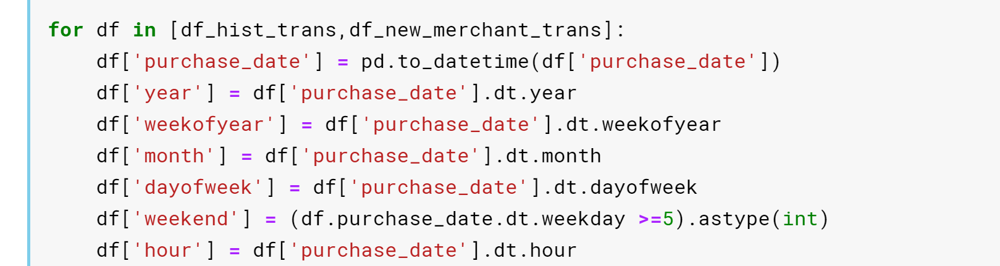 for df in [df_hist_trans,df_new_merchant_trans]:
    df['purchase_date'] = pd.to_datetime(df['purchase_date'])
    df['year'] = df['purchase_date'].dt.year
    df['weekofyear'] = df['purchase_date'].dt.weekofyear
    df['month'] = df['purchase_date'].dt.month
    df['dayofweek'] = df['purchase_date'].dt.dayofweek
    df['weekend'] = (df.purchase_date.dt.weekday >=5).astype(int)
    df['hour'] = df['purchase_date'].dt.hour